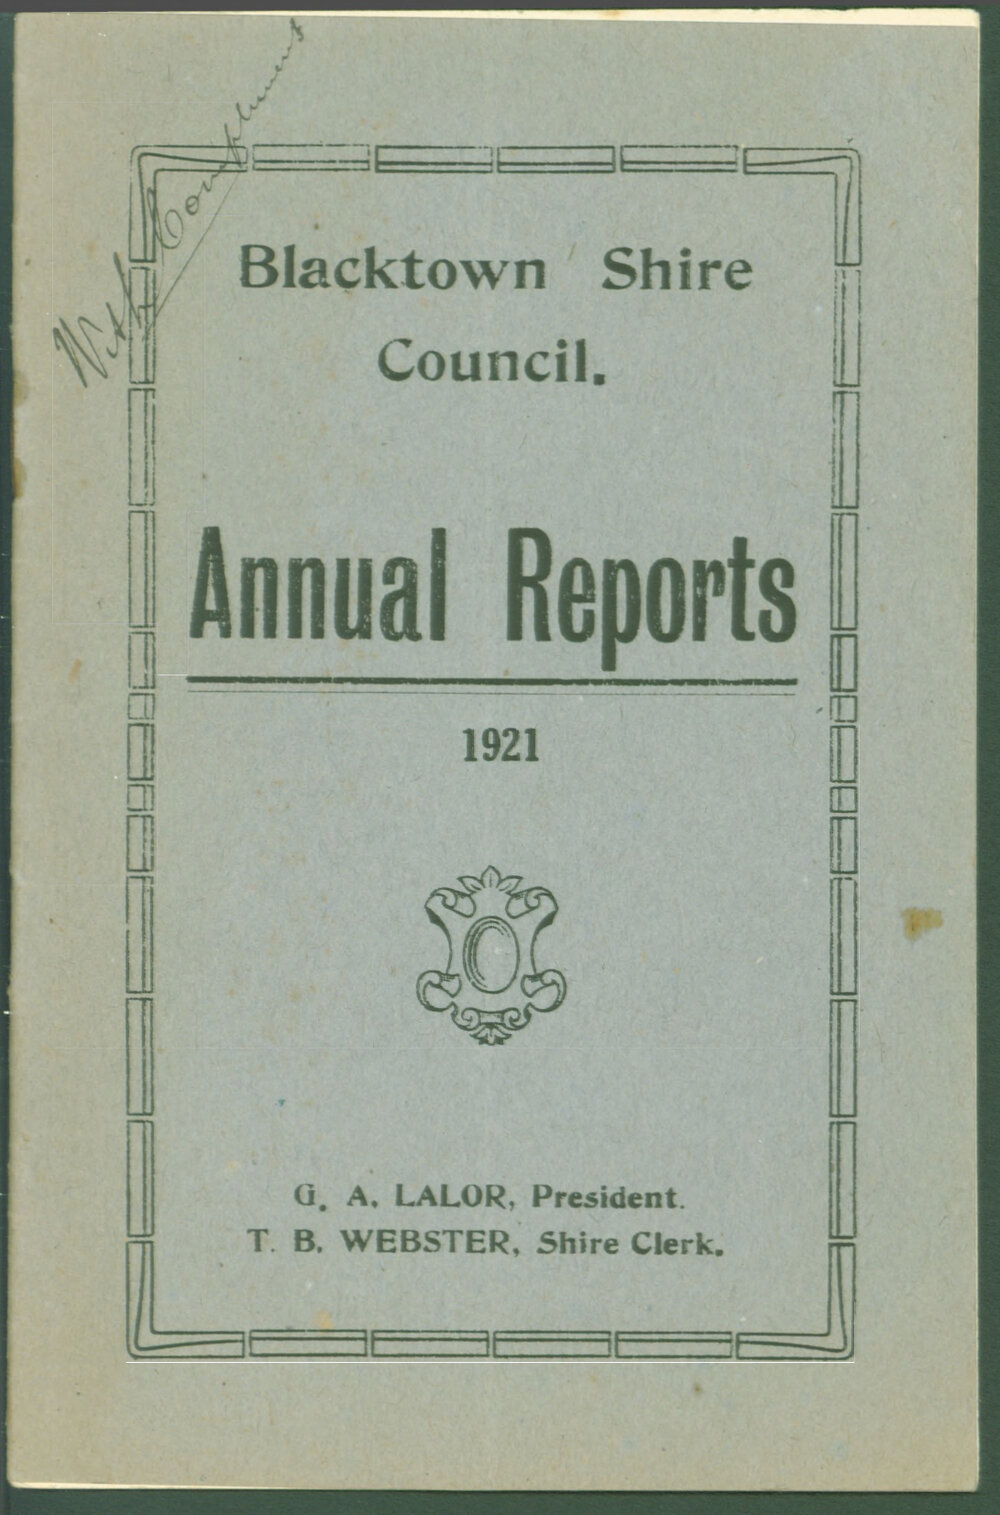 With Compliments
Blacktown Shire
Council.
Annual Reports
1921
G. A. LALOR, President.
T. B. WEBSTER, Shire Clerk.